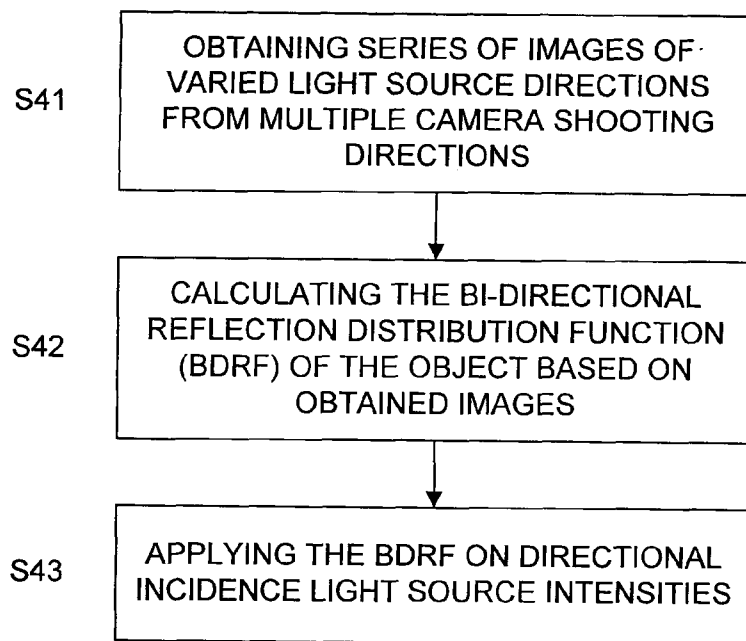 S41
OBTAINING SERIES OF IMAGES OF
VARIED LIGHT SOURCE DIRECTIONS
FROM MULTIPLE CAMERA SHOOTING
DIRECTIONS
S42
CALCULATING THE BI-DIRECTIONAL
REFLECTION DISTRIBUTION FUNCTION
(BDRF) OF THE OBJECT BASED ON
OBTAINED IMAGES
S43
APPLYING THE BDRF ON DIRECTIONAL
INCIDENCE LIGHT SOURCE INTENSITIES